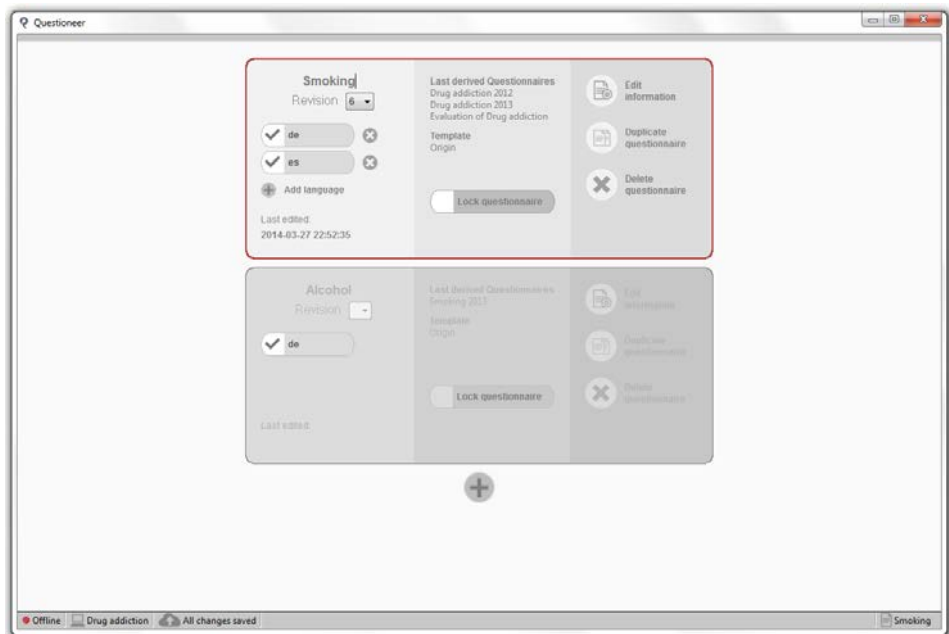 Questioneer
Smoking
Revision 6
de
es
Add language
Last edited:
2014-03-27 22:52:35
Last derived Questionnaires
Drug addiction 2012
Drug addiction 2013
Evaluation of Drug addiction
Template
Origin
Lock questionnaire
Edit
information
Duplicate
questionnaire
Delete
questionnaire
Alcohol
Revision
de
Last edited:
Last derived Questionnaires
Smoking 2013
Template
Origin
Lock questionnaire
Edit
information
Duplicate
questionnaire
Delete
questionnaire
Offline
Drug addiction
All changes saved
Smoking